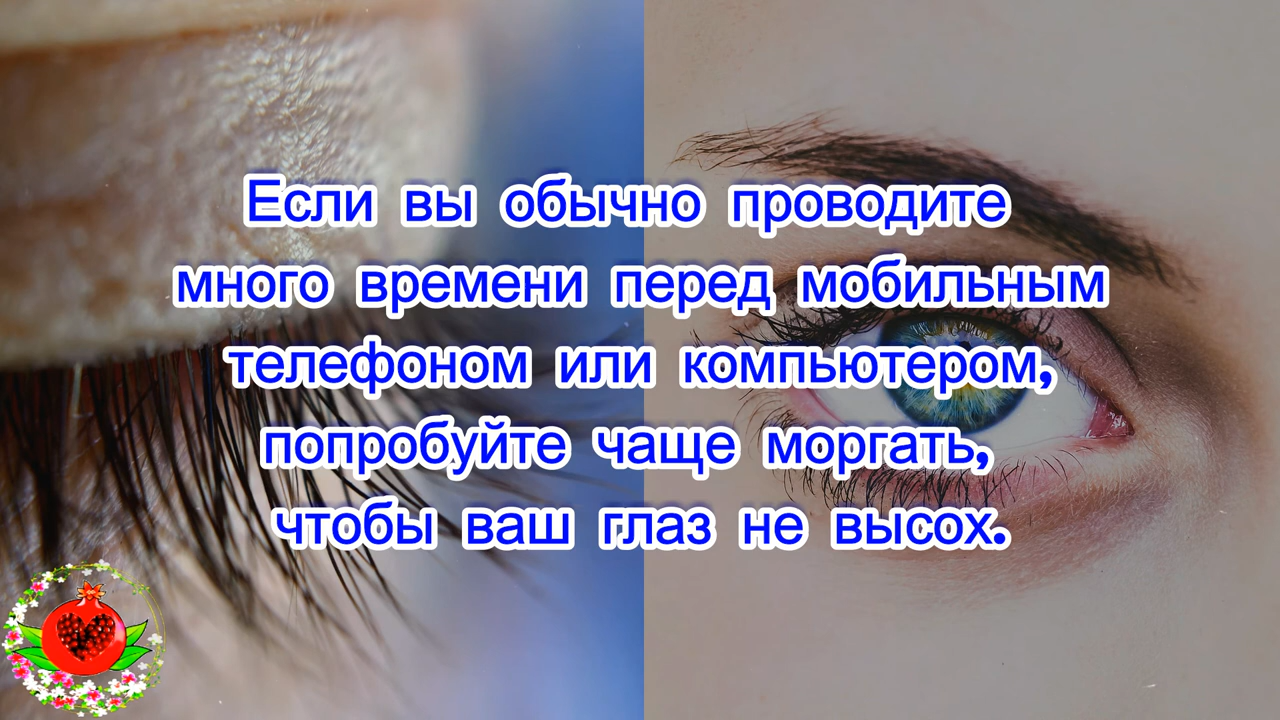 Если вы обычно проводите
много времени перед мобильным
телефоном или компьютером,
попробуйте чаще моргать,
чтобы ваш глаз не высох.